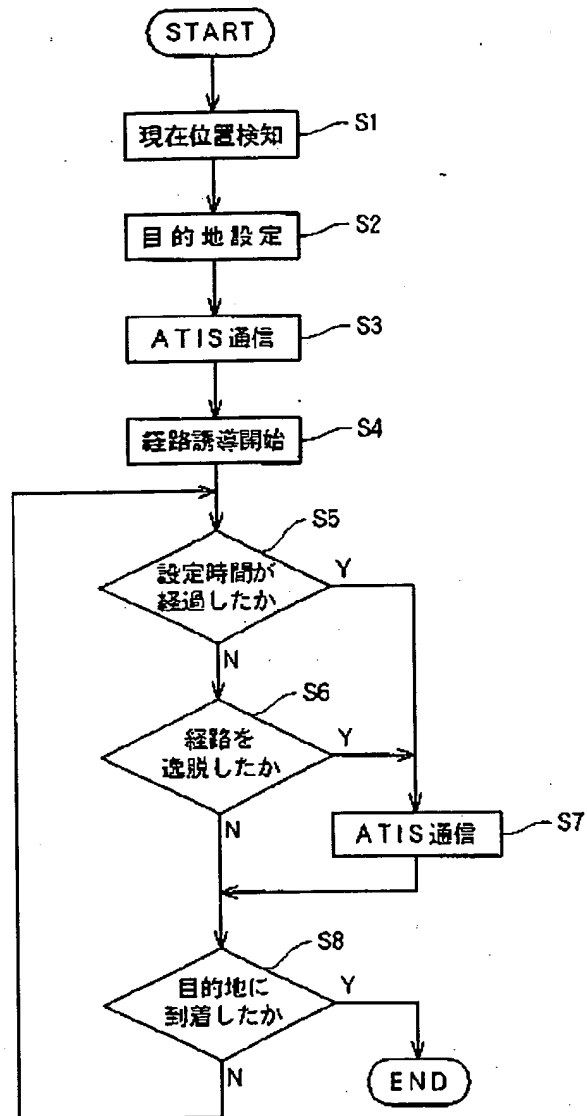 START
現在位置検知
S1
目的地設定
S2
ATIS通信
S3
経路誘導開始
S4
設定時間が
経過したか
S5
Y
N
経路を
逸脱したか
S6
Y
N
ATIS通信
S7
目的地に
到着したか
S8
Y
N
END